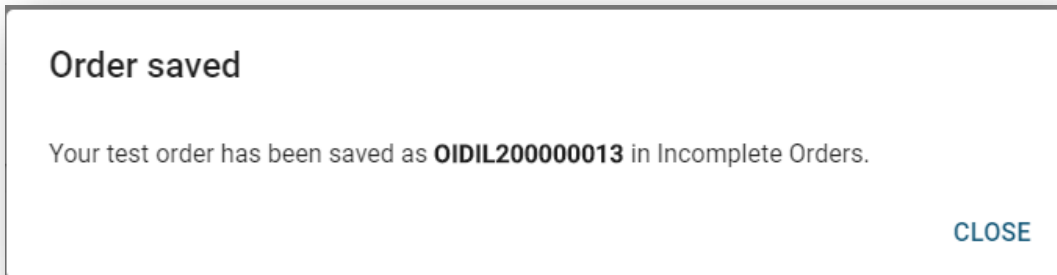 Order saved
Your test order has been saved as OIDIL200000013 in Incomplete Orders.
CLOSE